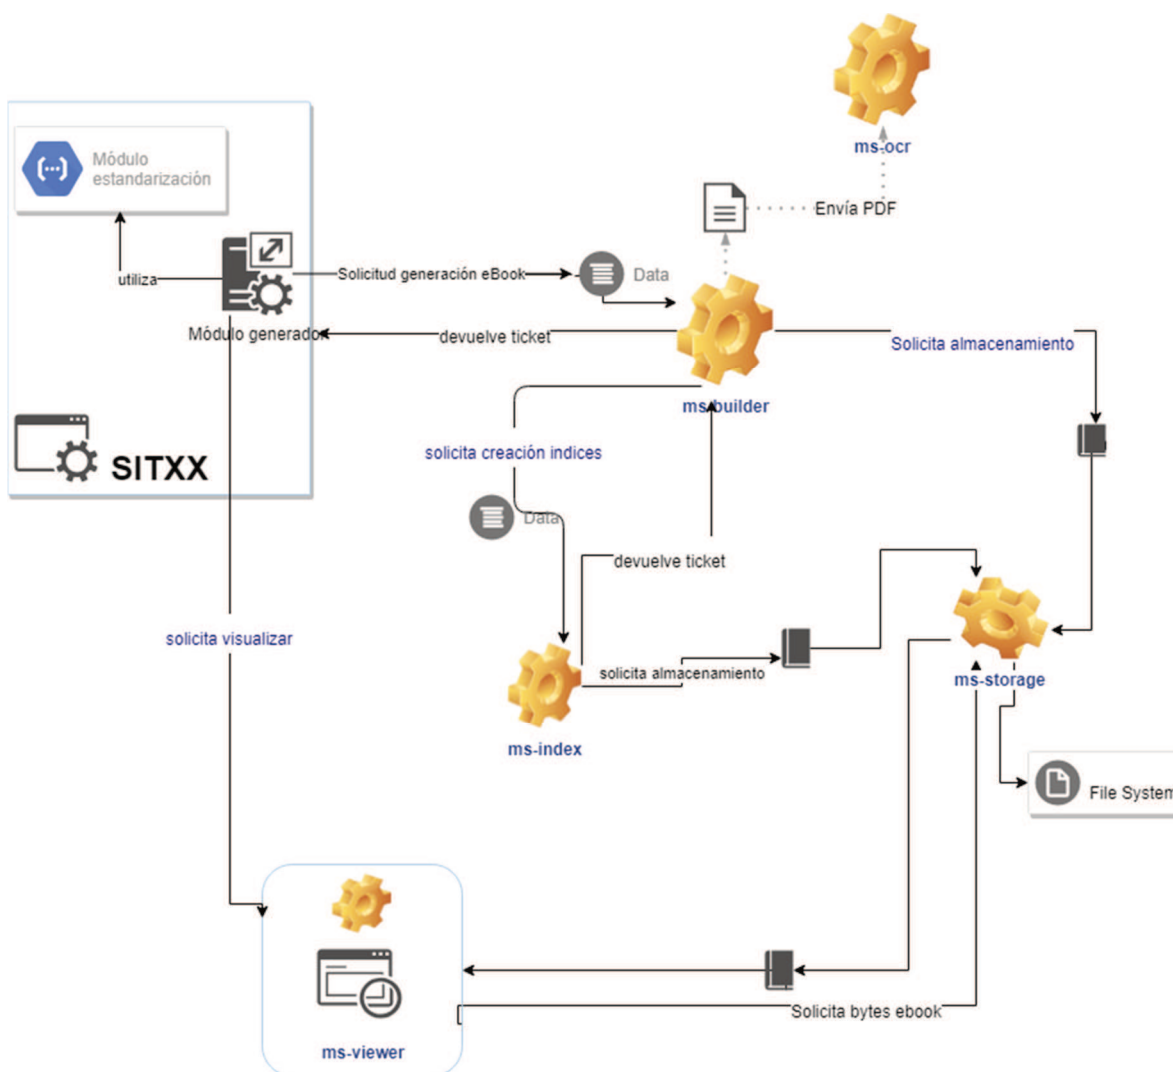 ms-ocr
Módulo
estandarización
Envía PDF
utiliza
Solicitud generación eBook
Data
Módulo generador
devuelve ticket
Solicita almacenamiento
ms-builder
solicita creación indices
SITXX
Data
devuelve ticket
solicita visualizar
solicita almacenamiento
ms-storage
ms-index
File System
Solicita bytes ebook
ms-viewer